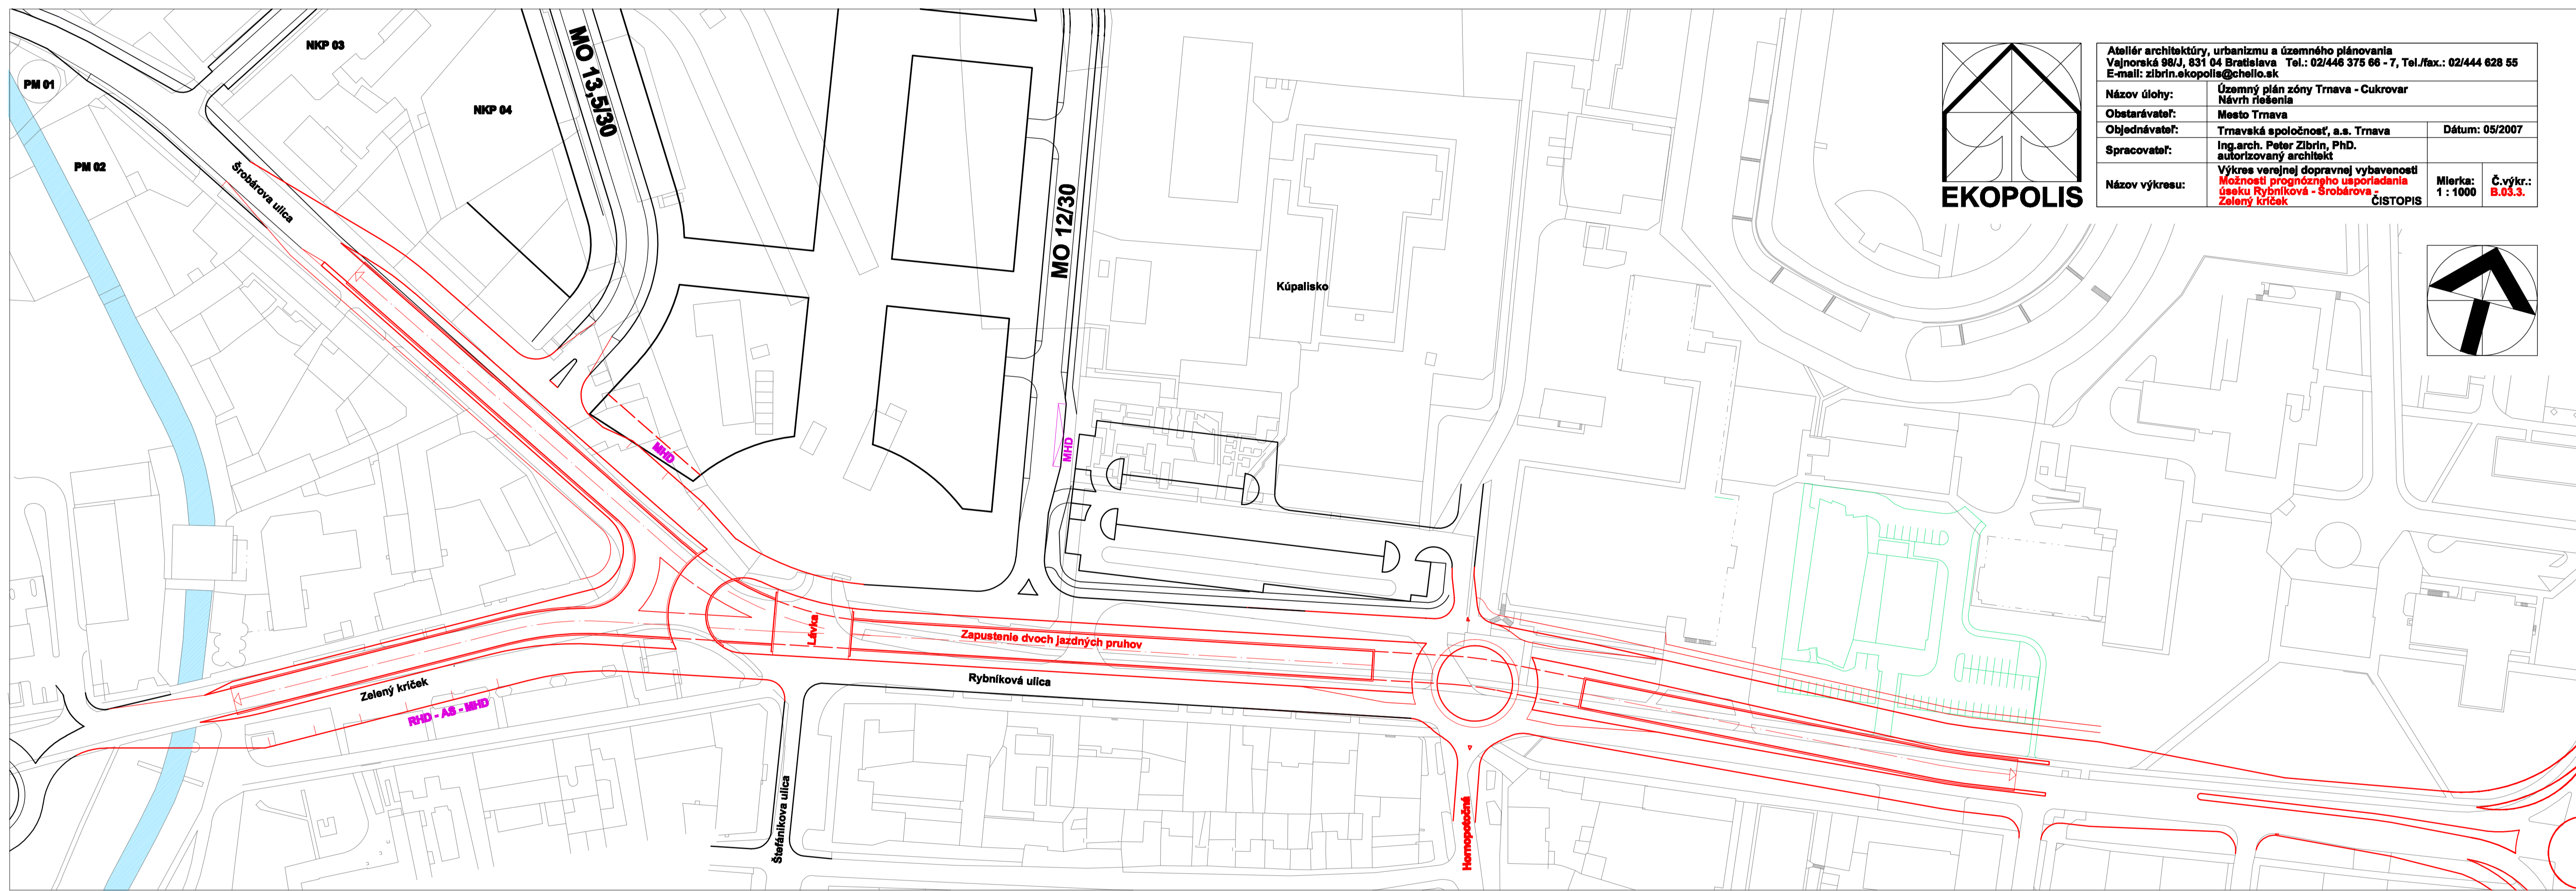 NKP 03
PM 01
NKP 04
PM 02
Šrobárova ulica
MO 13,5/30
MO 12/30
Kúpalisko
MHD
MHD
Lávka
Zapustenie dvoch jazdných pruhov
Rybníková ulica
Zelený kríček
RHD - AS - MHD
Štefánikova ulica
Hornopotočná
EKOPOLIS
Ateliér architektúry, urbanizmu a územného plánovania
Vajnorská 98/J, 831 04 Bratislava Tel.: 02/446 375 66 - 7, Tel./fax.: 02/444 628 55
E-mail: zibrin.ekopolis@chello.sk
Názov úlohy: Územný plán zóny Trnava - Cukrovar
Návrh riešenia
Obstarávateľ: Mesto Trnava
Objednávateľ: Trnavská spoločnosť, a.s. Trnava Dátum: 05/2007
Spracovateľ: Ing.arch. Peter Zibrin, PhD.
autorizovaný architekt
Názov výkresu: Výkres verejnej dopravnej vybavenosti
Možnosti prognózneho usporiadania
úseku Rybníková - Šrobárova -
Zelený kríček ČISTOPIS
Mierka:
1 : 1000
Č.výkr.:
B.03.3.